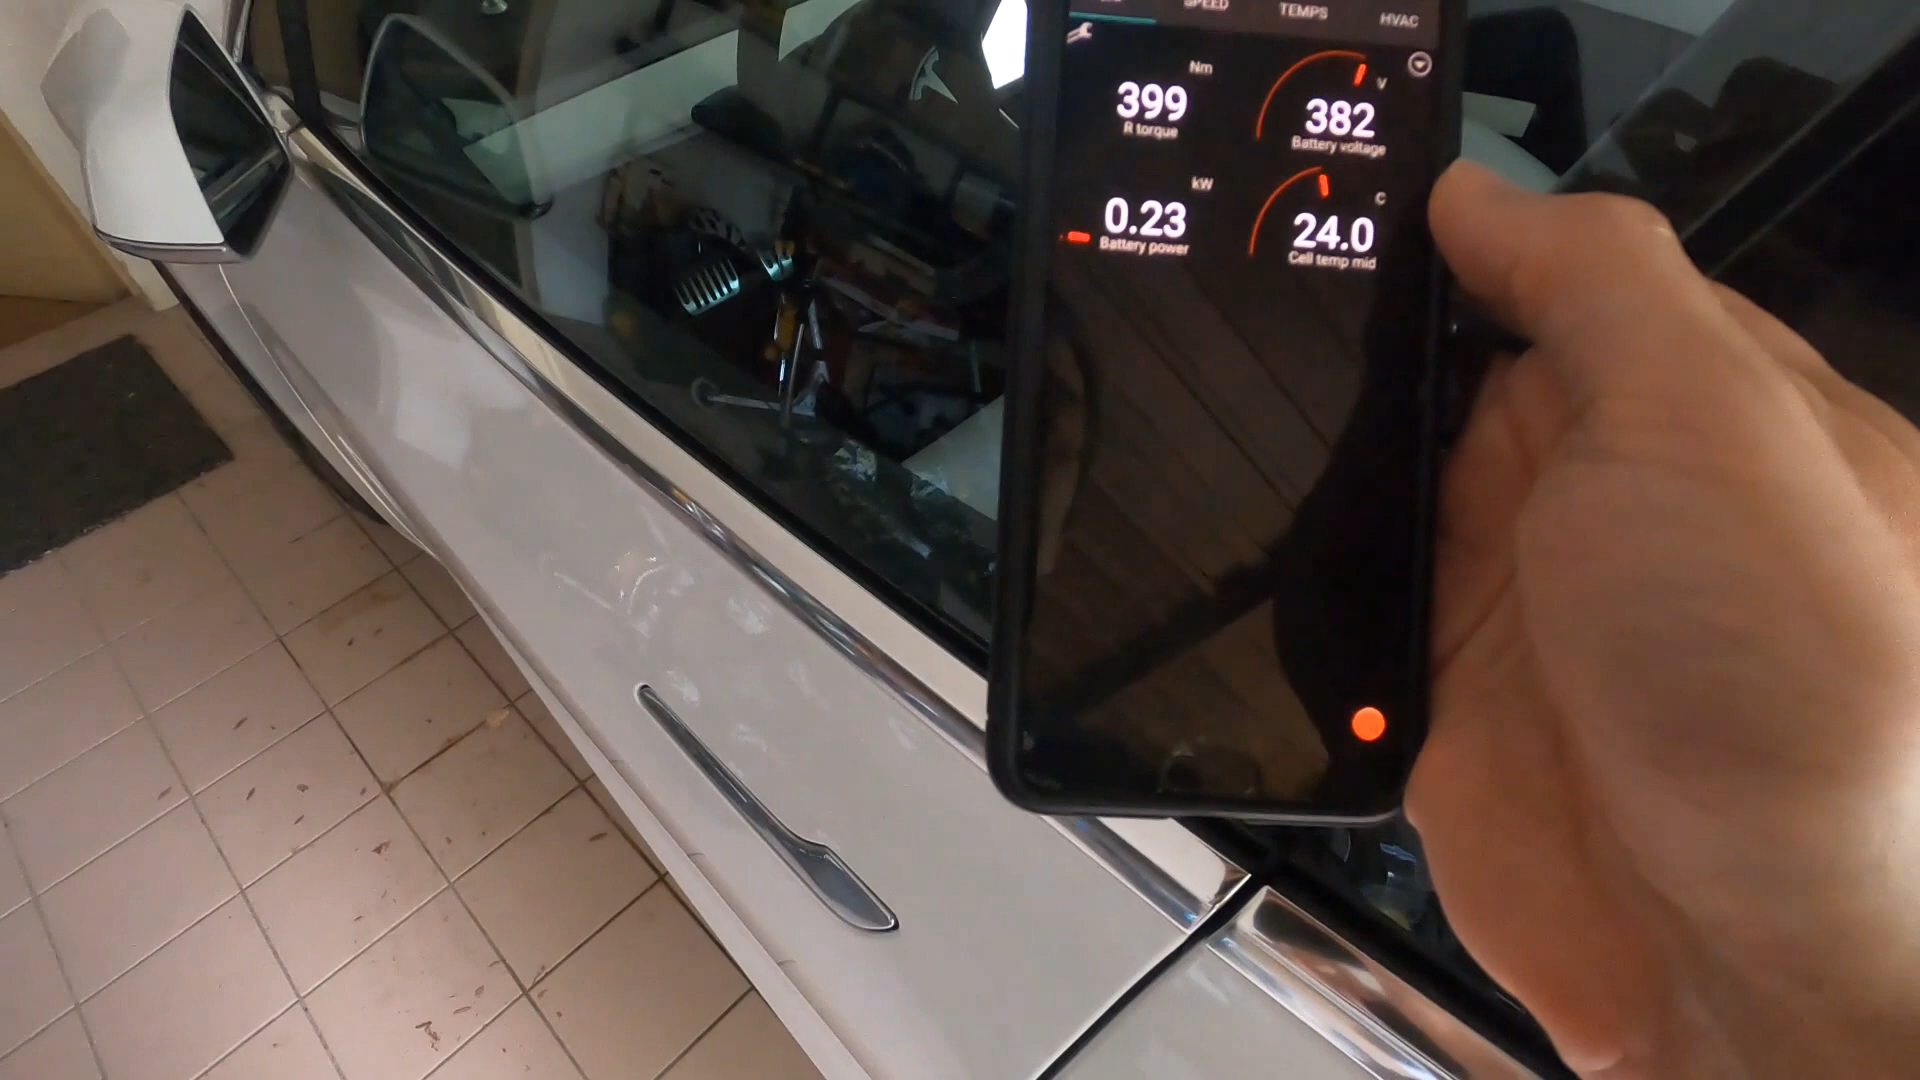 SPEED TEMPS HVAC
Nm V
399 382
R torque Battery voltage
kW C
0.23 24.0
Battery power Cell temp mid